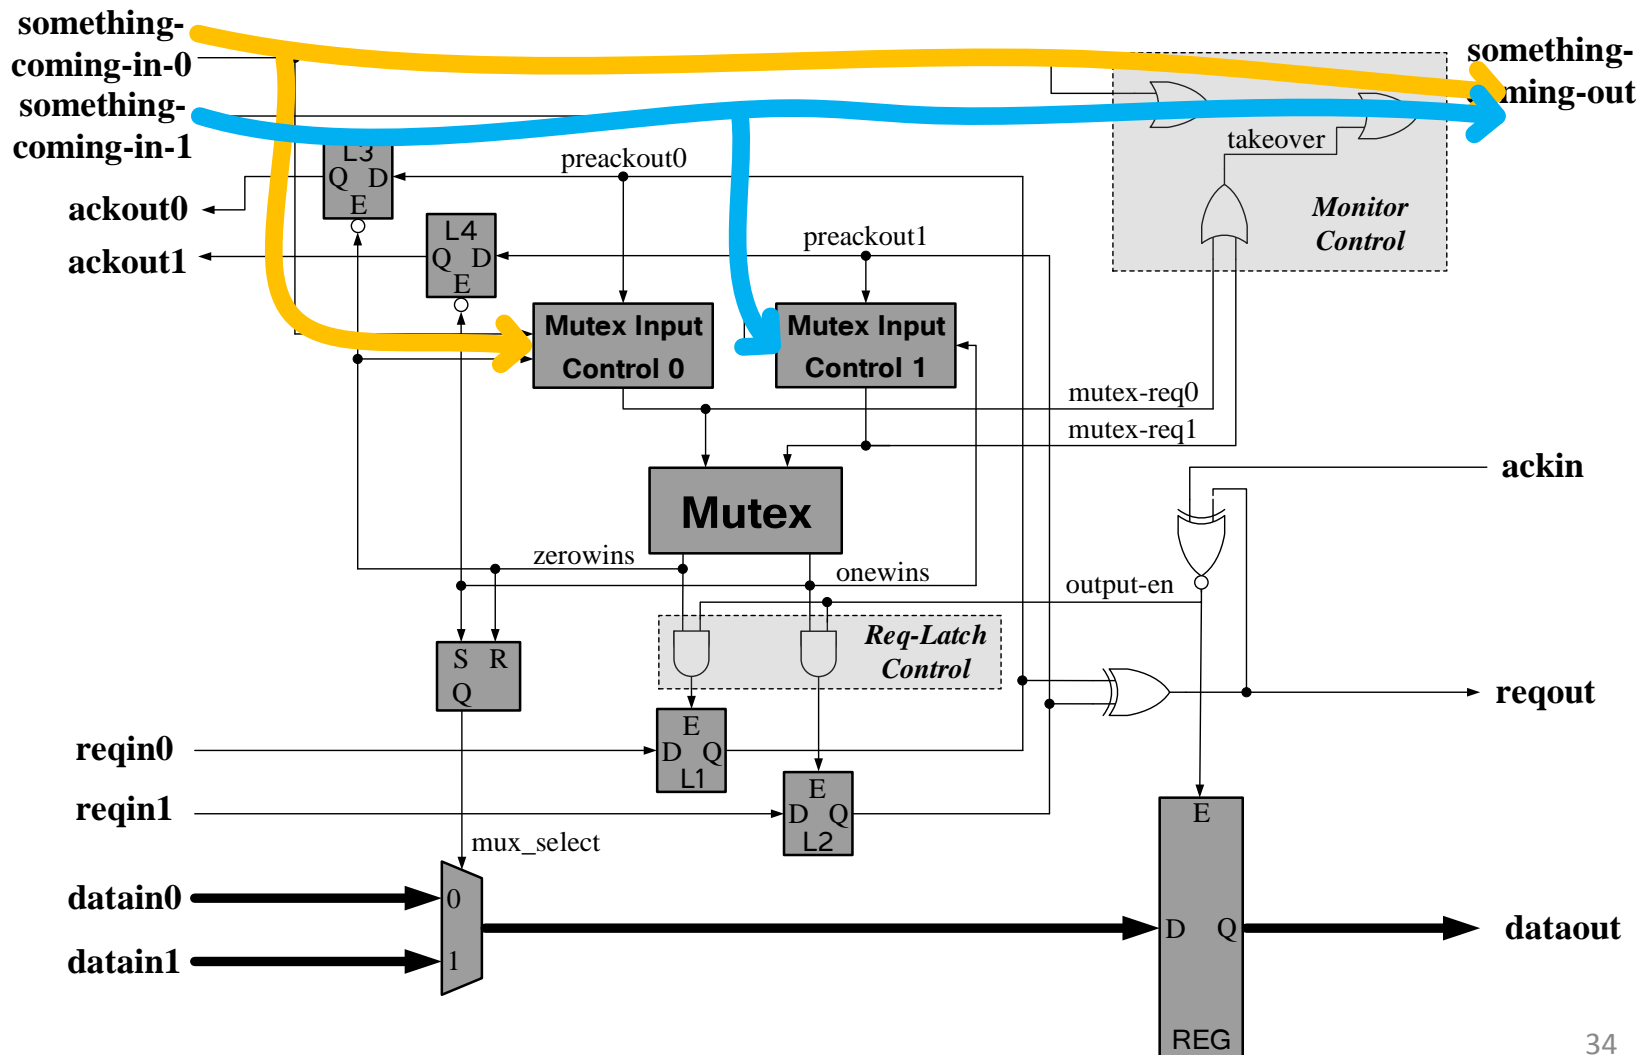 something-
coming-in-0
something-
coming-in-1
something-
coming-out
L3
Q D
E
preackout0
takeover
Monitor
Control
ackout0
ackout1
L4
Q D
E
preackout1
Mutex Input
Control 0
Mutex Input
Control 1
mutex-req0
mutex-req1
ackin
Mutex
zerowins
onewins
output-en
Req-Latch
Control
S R
Q
reqout
reqin0
E
D Q
L1
reqin1
E
D Q
L2
mux_select
E
datain0
0
D Q
dataout
datain1
1
REG
34